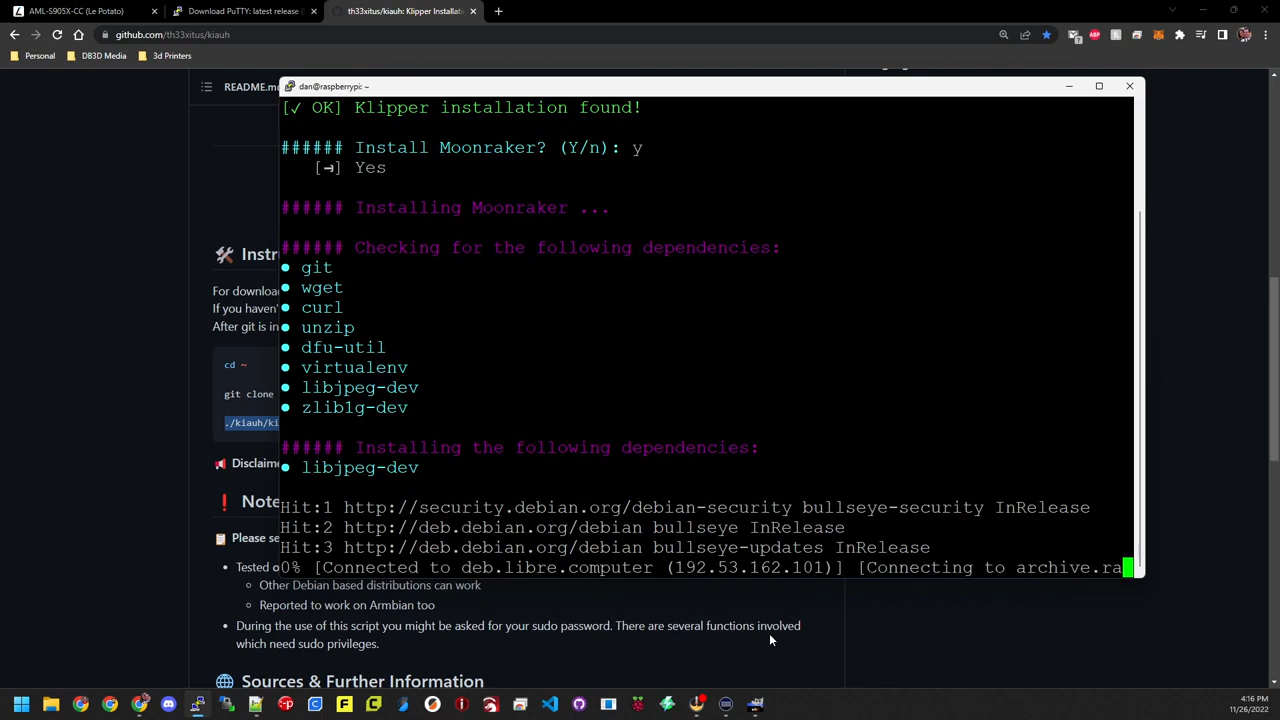 AML-S905X-CC (Le Potato)
Download PuTTY: latest release (
th33xitus/kiauh: Klipper Installat
github.com/th33xitus/kiauh
Personal
DB3D Media
3d Printers
README.m
dan@raspberrypi: ~
[✓ OK] Klipper installation found!
###### Install Moonraker? (Y/n): y
[➔] Yes
###### Installing Moonraker ...
###### Checking for the following dependencies:
● git
● wget
● curl
● unzip
● dfu-util
● virtualenv
● libjpeg-dev
● zlib1g-dev
###### Installing the following dependencies:
● libjpeg-dev
Hit:1 http://security.debian.org/debian-security bullseye-security InRelease
Hit:2 http://deb.debian.org/debian bullseye InRelease
Hit:3 http://deb.debian.org/debian bullseye-updates InRelease
0% [Connected to deb.libre.computer (192.53.162.101)] [Connecting to archive.ra
Instr
For downloa
If you haven'
After git is in
cd ~
git clone
./kiauh/ki
Disclaime
Note
Please se
Tested o
Other Debian based distributions can work
Reported to work on Armbian too
During the use of this script you might be asked for your sudo password. There are several functions involved
which need sudo privileges.
Sources & Further Information
4:16 PM
11/26/2022